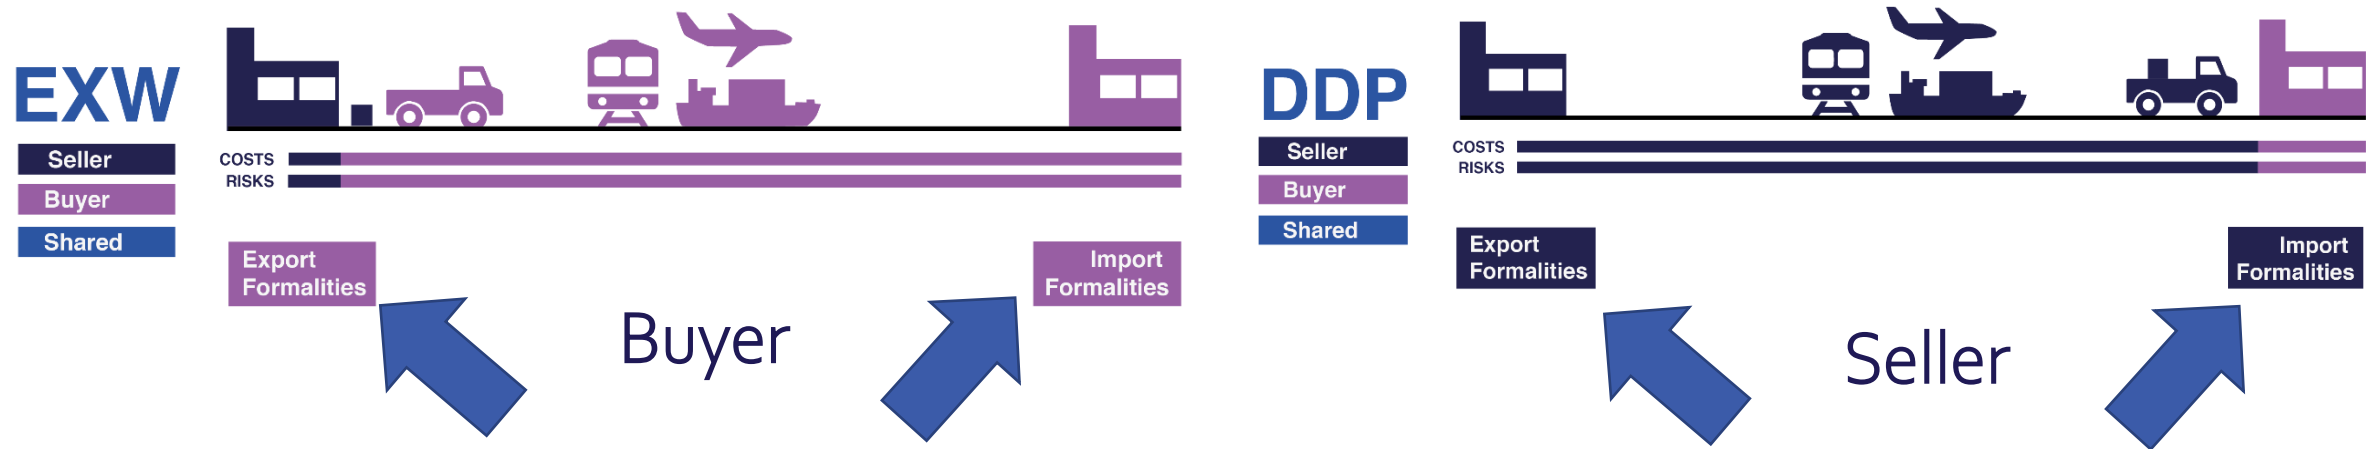 EXW
Seller
Buyer
Shared
COSTS
RISKS
Export
Formalities
Import
Formalities
Buyer
DDP
Seller
Buyer
Shared
COSTS
RISKS
Export
Formalities
Import
Formalities
Seller